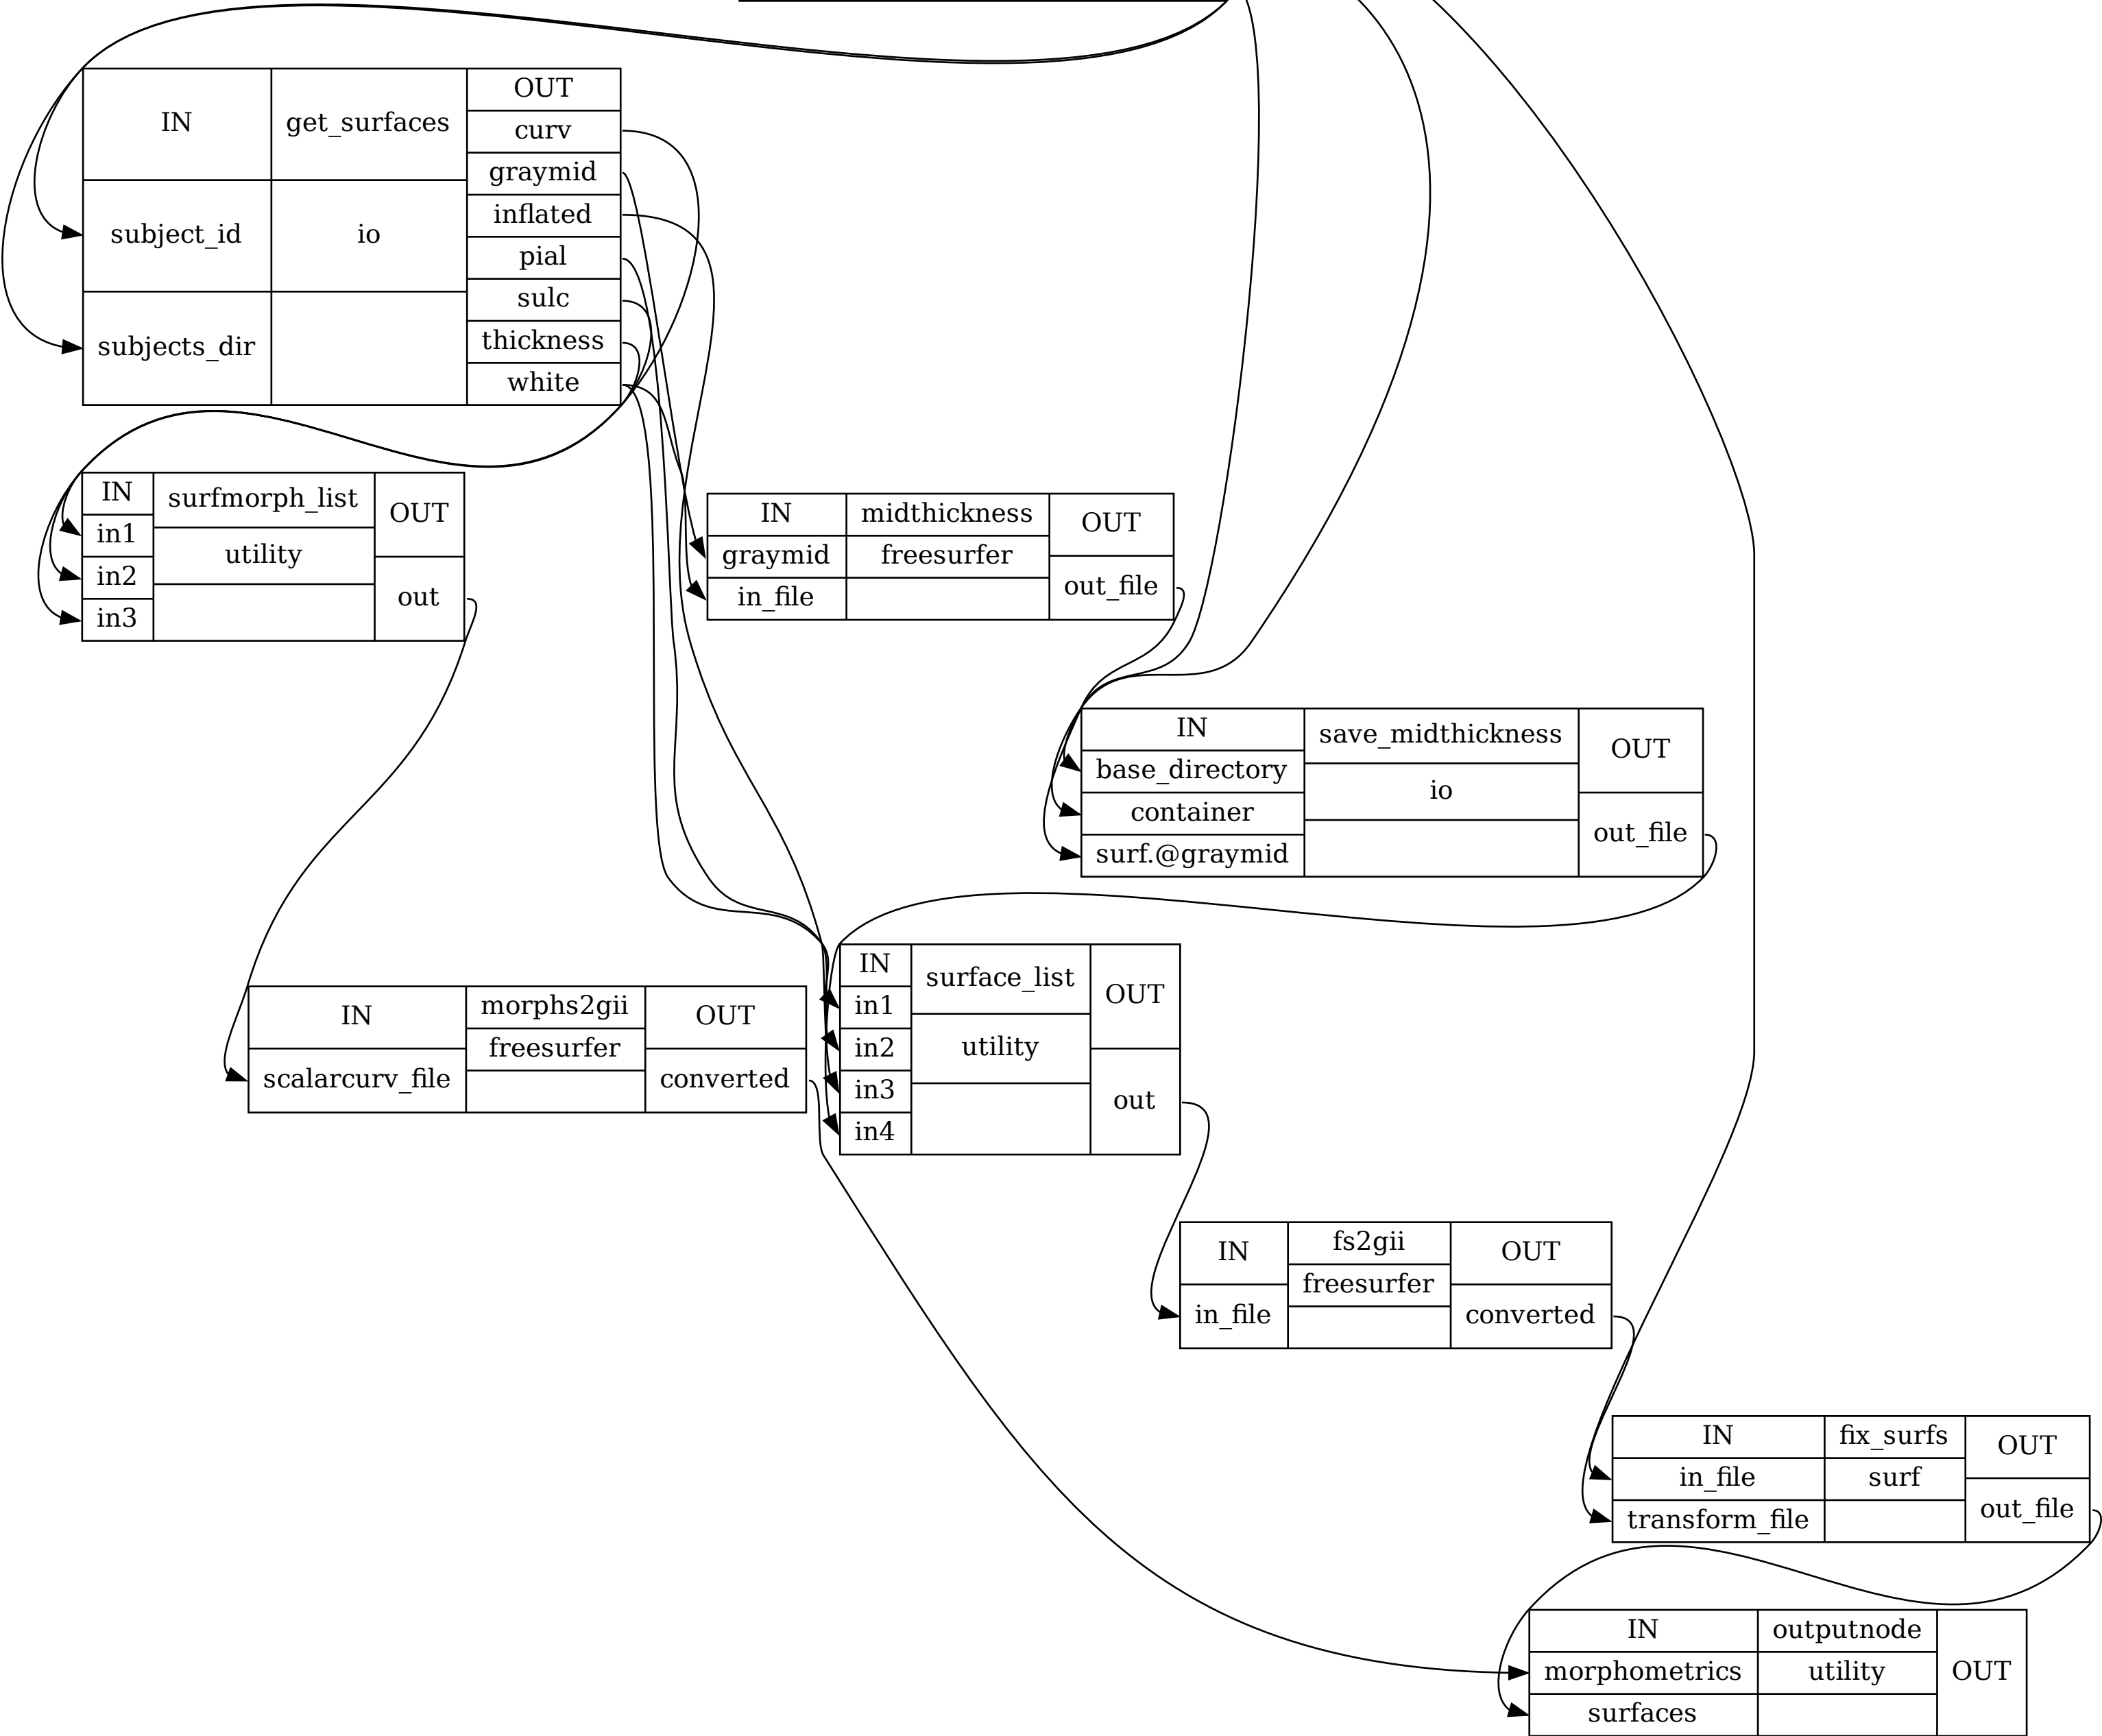 IN
subject_id
subjects_dir
get_surfaces
io
OUT
curv
graymid
inflated
pial
sulc
thickness
white
IN
in1
in2
in3
surfmorph_list
utility
OUT
out
IN
graymid
in_file
midthickness
freesurfer
OUT
out_file
IN
base_directory
container
surf.@graymid
save_midthickness
io
OUT
out_file
IN
scalarcurv_file
morphs2gii
freesurfer
OUT
converted
IN
in1
in2
in3
in4
surface_list
utility
OUT
out
IN
in_file
fs2gii
freesurfer
OUT
converted
IN
in_file
transform_file
fix_surfs
surf
OUT
out_file
IN
morphometrics
surfaces
outputnode
utility
OUT